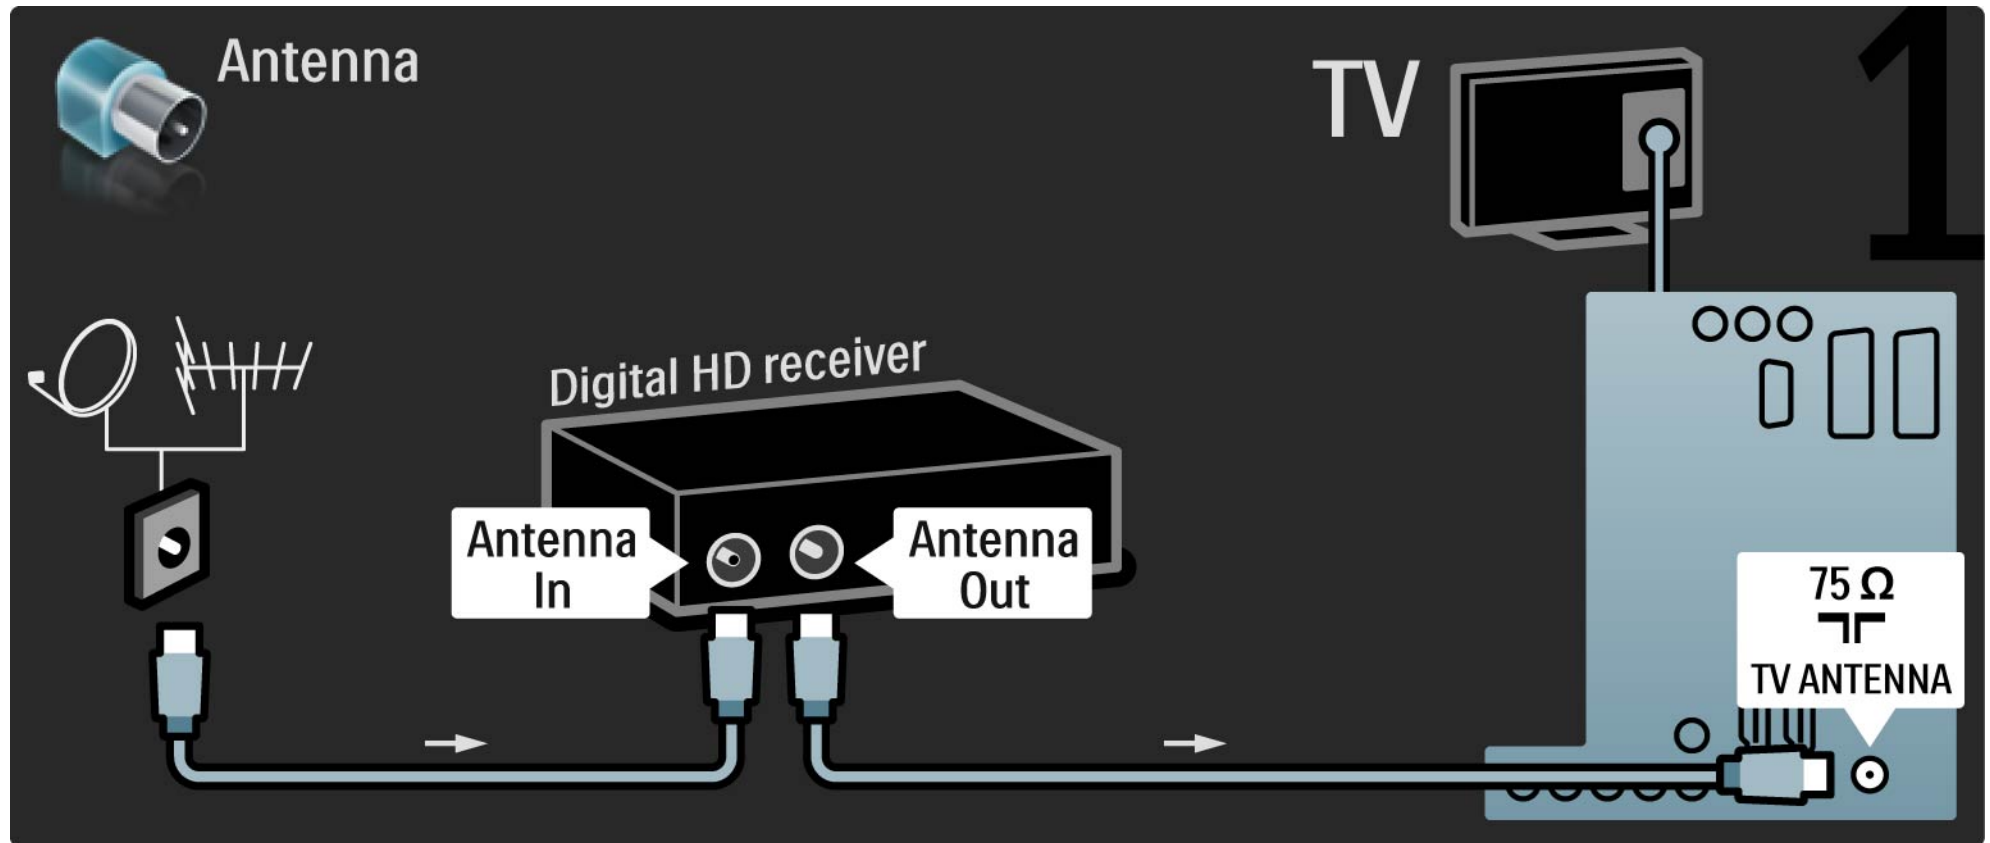 Antenna
TV
1
Digital HD receiver
Antenna
In
Antenna
Out
75 Ω
TV ANTENNA